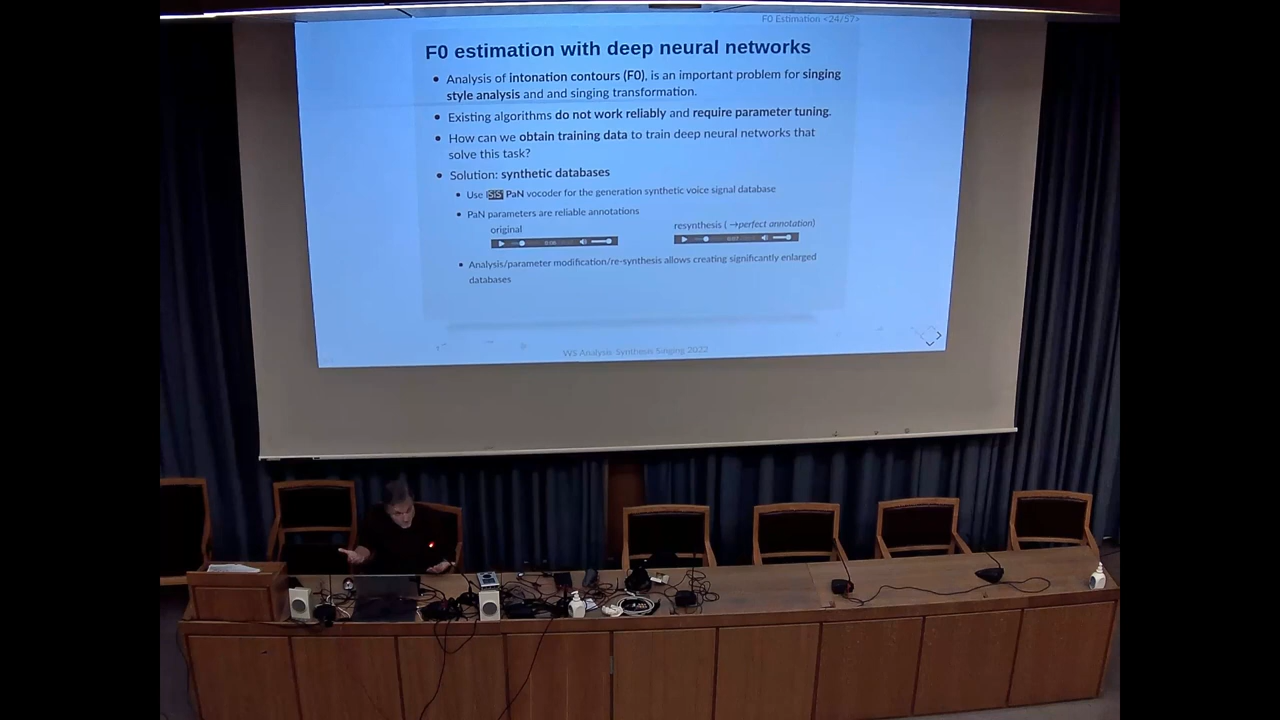 F0 Estimation <24/57>
F0 estimation with deep neural networks
• Analysis of intonation contours (F0), is an important problem for singing
style analysis and and singing transformation.
• Existing algorithms do not work reliably and require parameter tuning.
• How can we obtain training data to train deep neural networks that
solve this task?
• Solution: synthetic databases
• Use ISiS PaN vocoder for the generation synthetic voice signal database
• PaN parameters are reliable annotations
original
resynthesis ( →perfect annotation)
• Analysis/parameter modification/re-synthesis allows creating significantly enlarged
databases
WS Analysis Synthesis Singing 2022